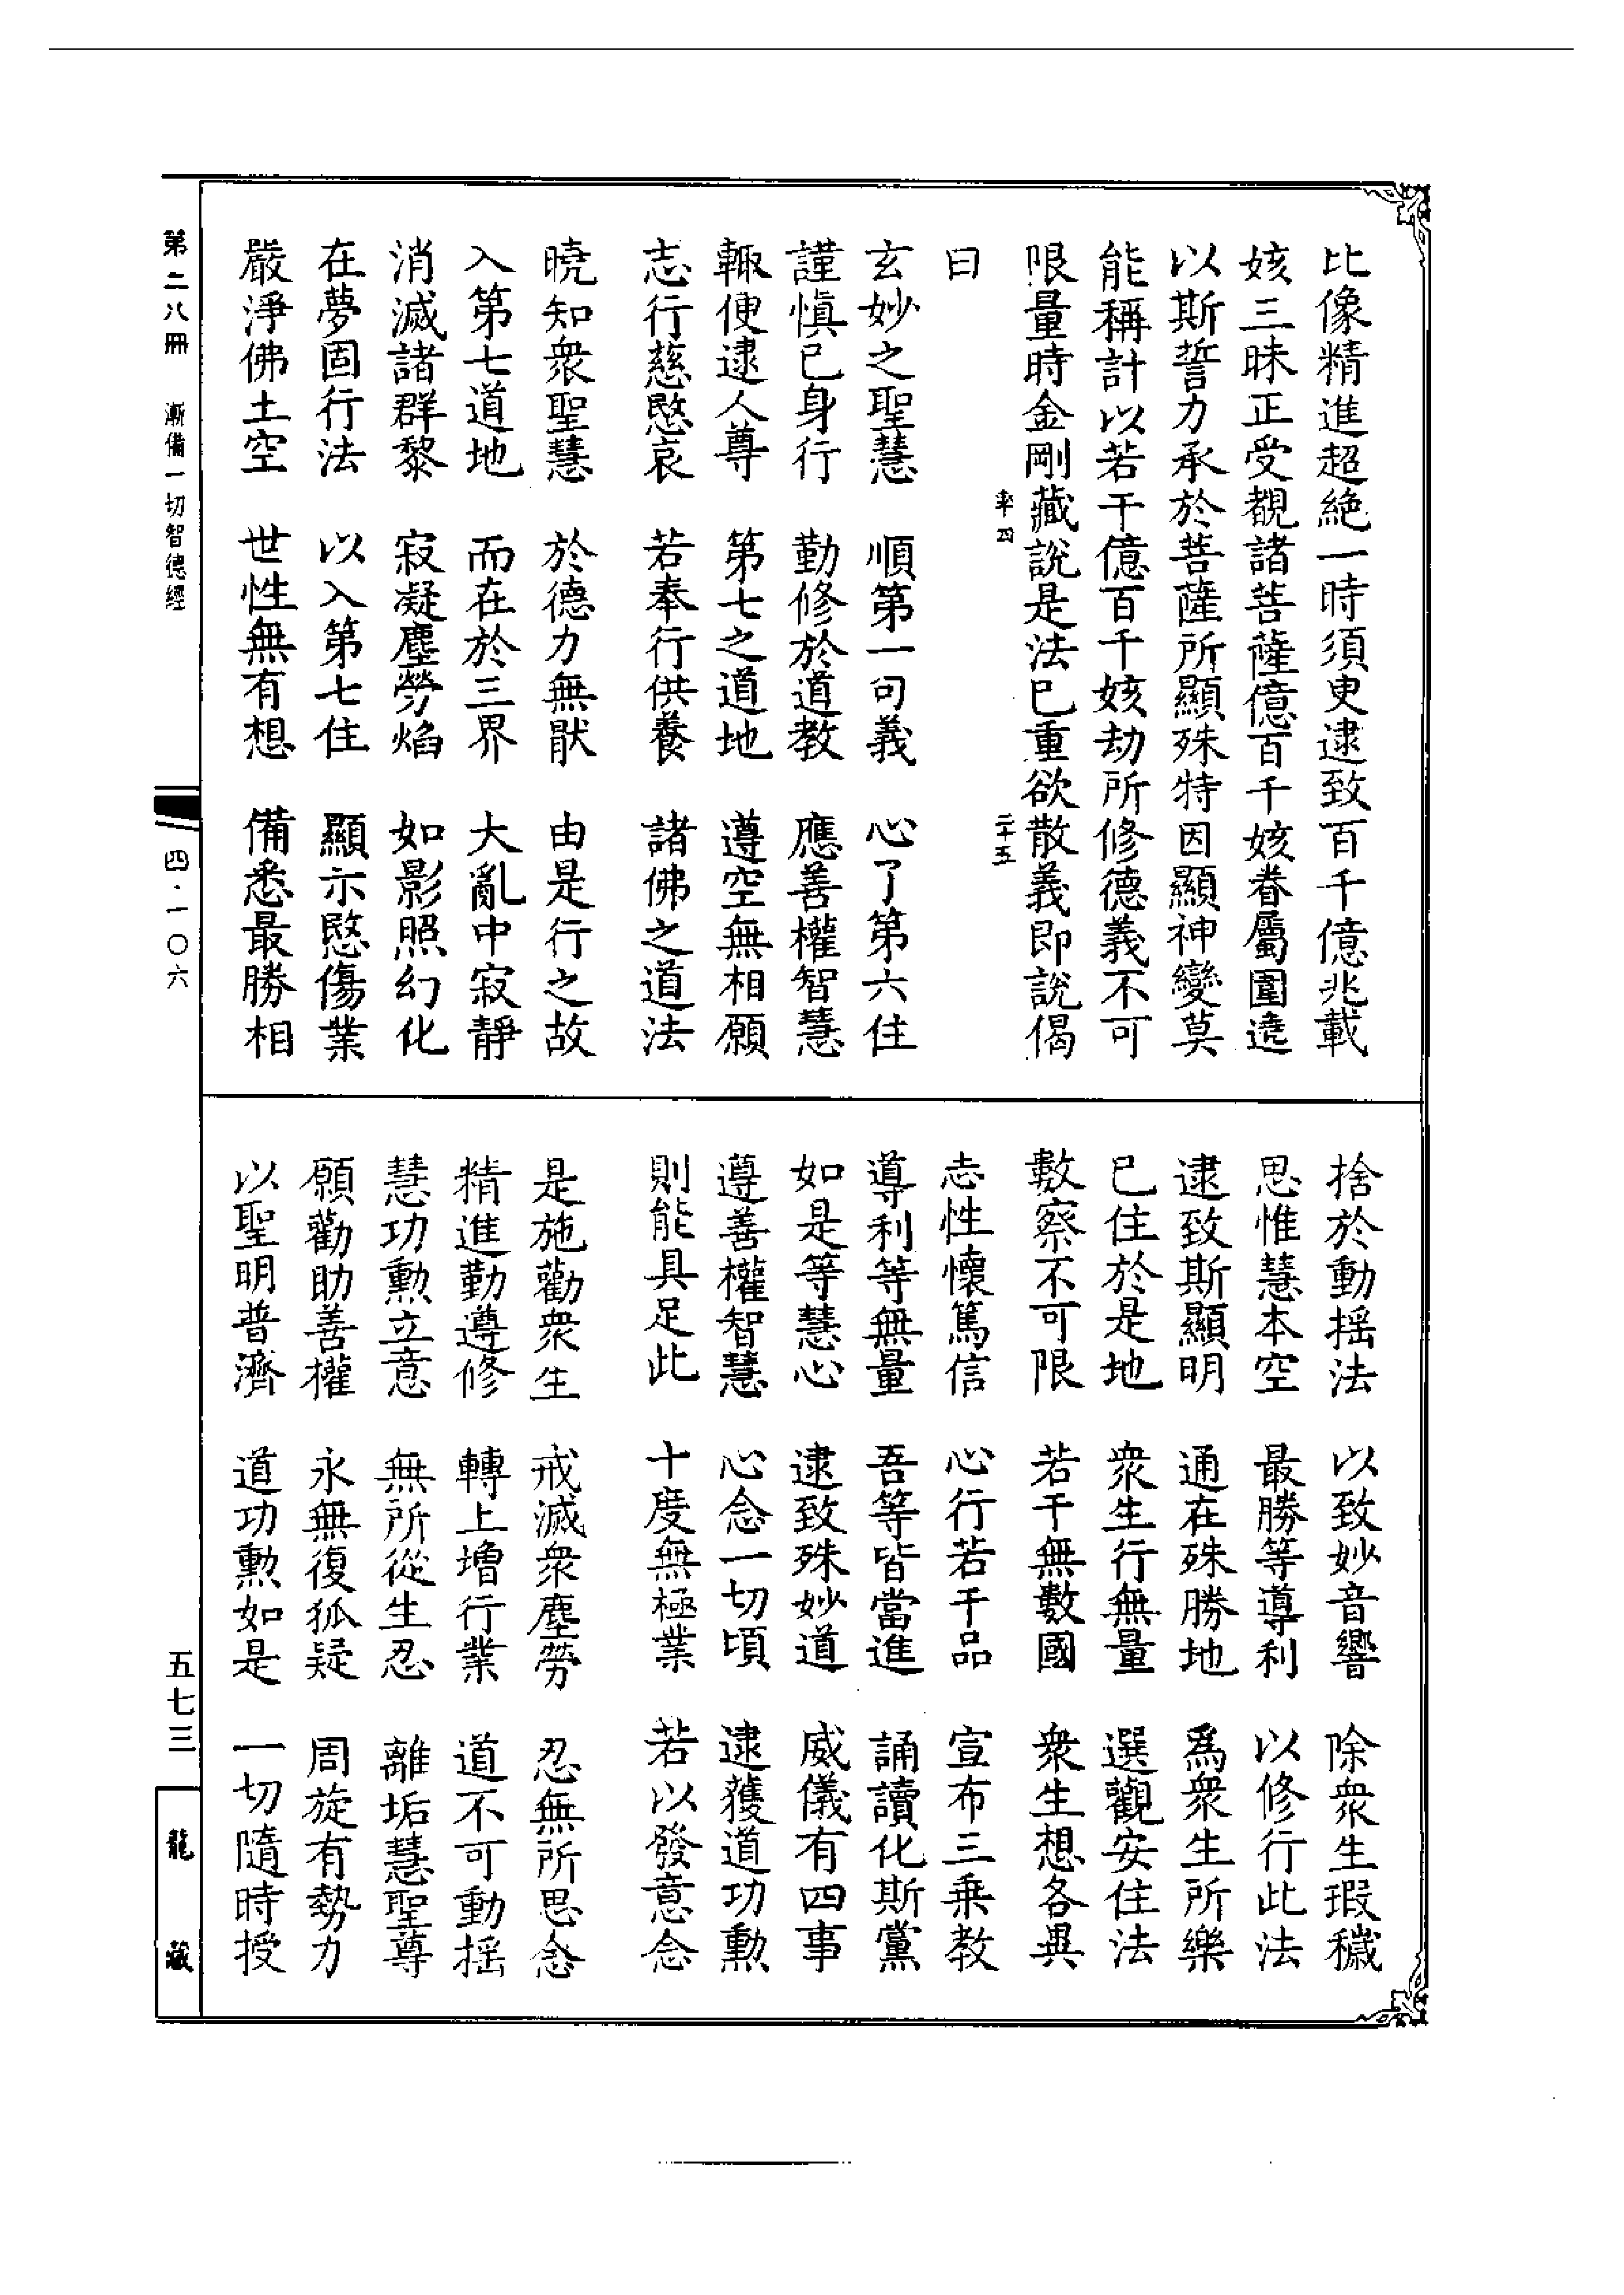 比像精進超絶一時須臾逮致百千億兆載
姟三昧正受覩諸菩薩億百千姟眷屬圍遶
以斯誓力承於菩薩所顯殊特因顯神變莫
能稱計以若干億百千姟劫所修德義不可
限量時金剛藏說是法已重欲散義即說偈
率四
二十五
曰
玄妙之聖慧 順第一句義 心了第六住
謹慎已身行 勤修於道教 應善權智慧
輙便逮人尊 第七之道地 遵空無相願
志行慈愍哀 若奉行供養 諸佛之道法
曉知衆聖慧 於德力無猒 由是行之故
入第七道地 而在於三界 大亂中寂靜
消滅諸群黎 寂凝塵勞焰 如影照幻化
在夢固行法 以入第七住 顯示愍傷業
嚴淨佛土空 世性無有想 備悉最勝相
捨於動揺法 以致妙音響 除衆生瑕穢
思惟慧本空 最勝等導利 以修行此法
逮致斯顯明 通在殊勝地 爲衆生所樂
已住於是地 衆生行無量 選觀安住法
數察不可限 若干無數國 衆生想各異
志性懷篤信 心行若干品 宣布三乗教
導利等無量 吾等皆當進 誦讀化斯黨
如是等慧心 逮致殊妙道 威儀有四事
遵善權智慧 心念一切頃 逮獲道功勳
則能具足此 十度無極業 若以發意念
是施勸衆生 戒滅衆塵勞 忍無所思念
精進勤遵修 轉上增行業 道不可動揺
慧功勳立意 無所從生忍 離垢慧聖尊
願勸助善權 永無復狐疑 周旋有勢力
以聖明普濟 道功勳如是 一切隨時授
第二八冊 漸備一切智德經 四·一〇六
五七三
龍藏